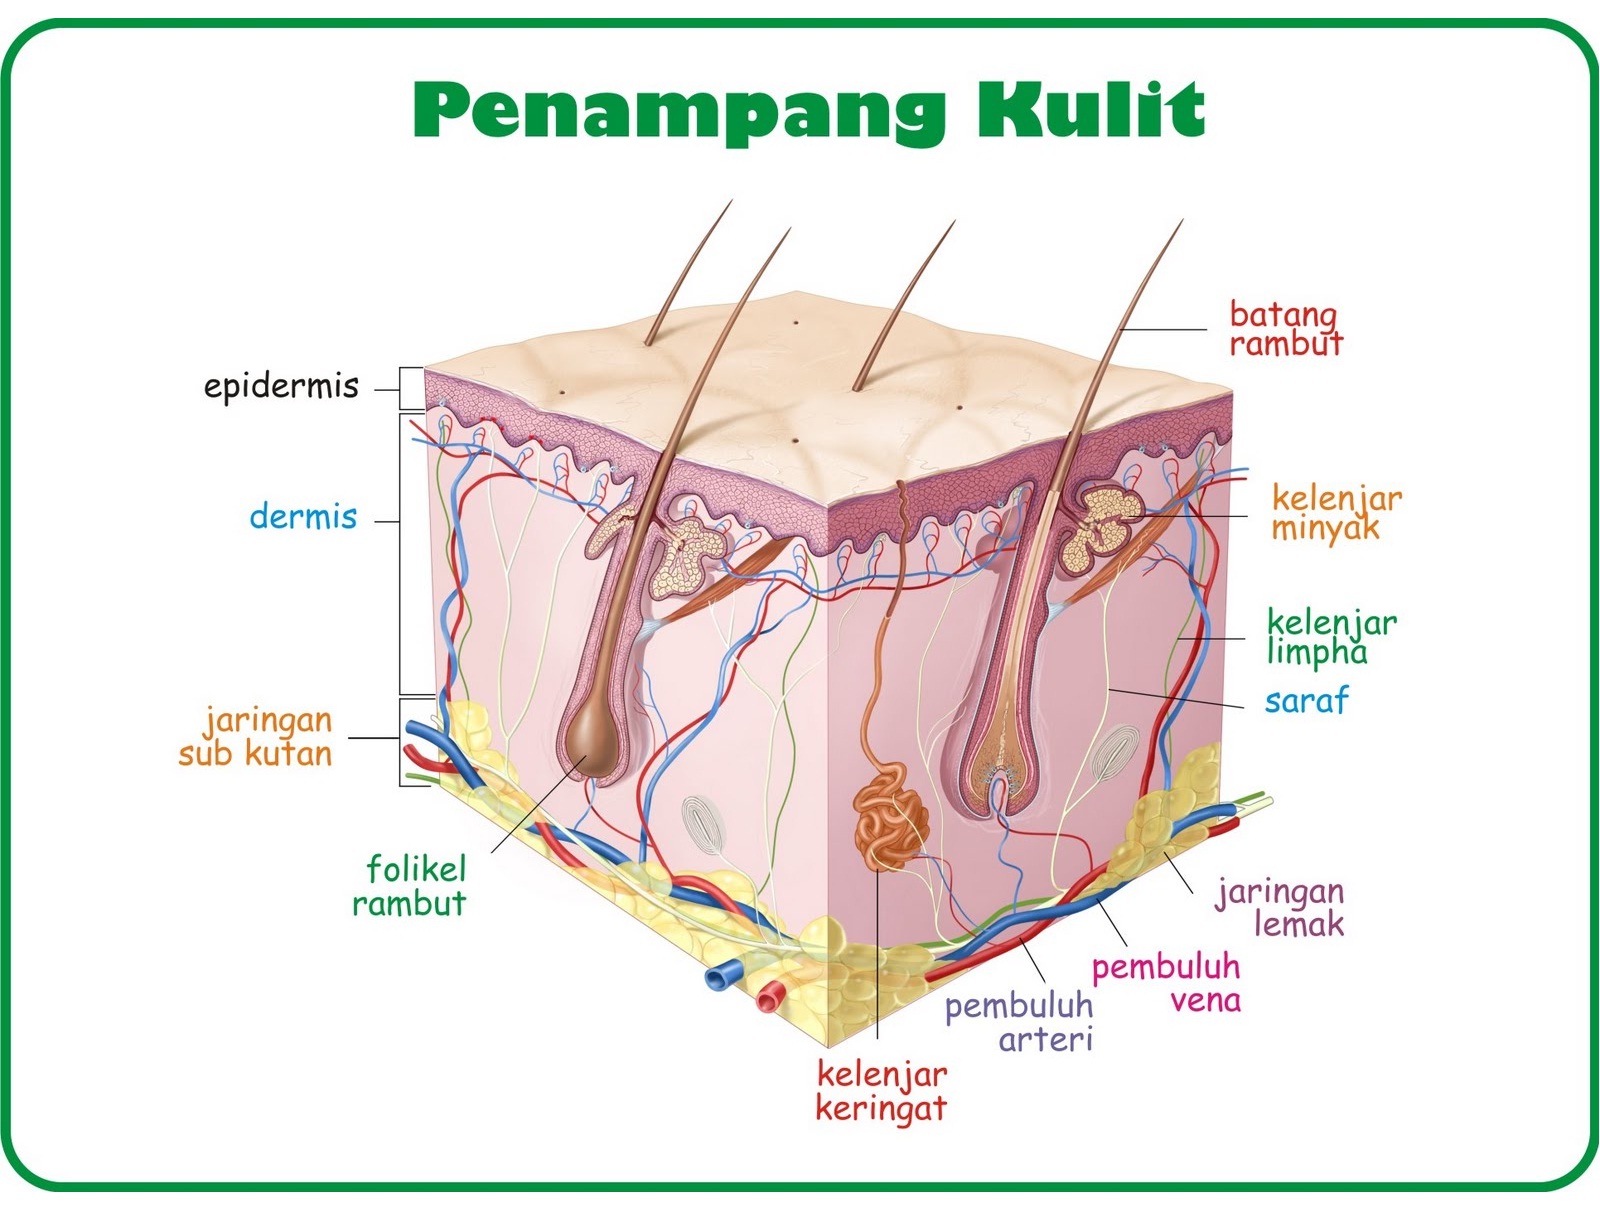 Penampang Kulit
batang
rambut
epidermis
kelenjar
minyak
dermis
kelenjar
limpha
saraf
jaringan
sub kutan
folikel
rambut
jaringan
lemak
pembuluh
vena
pembuluh
arteri
kelenjar
keringat